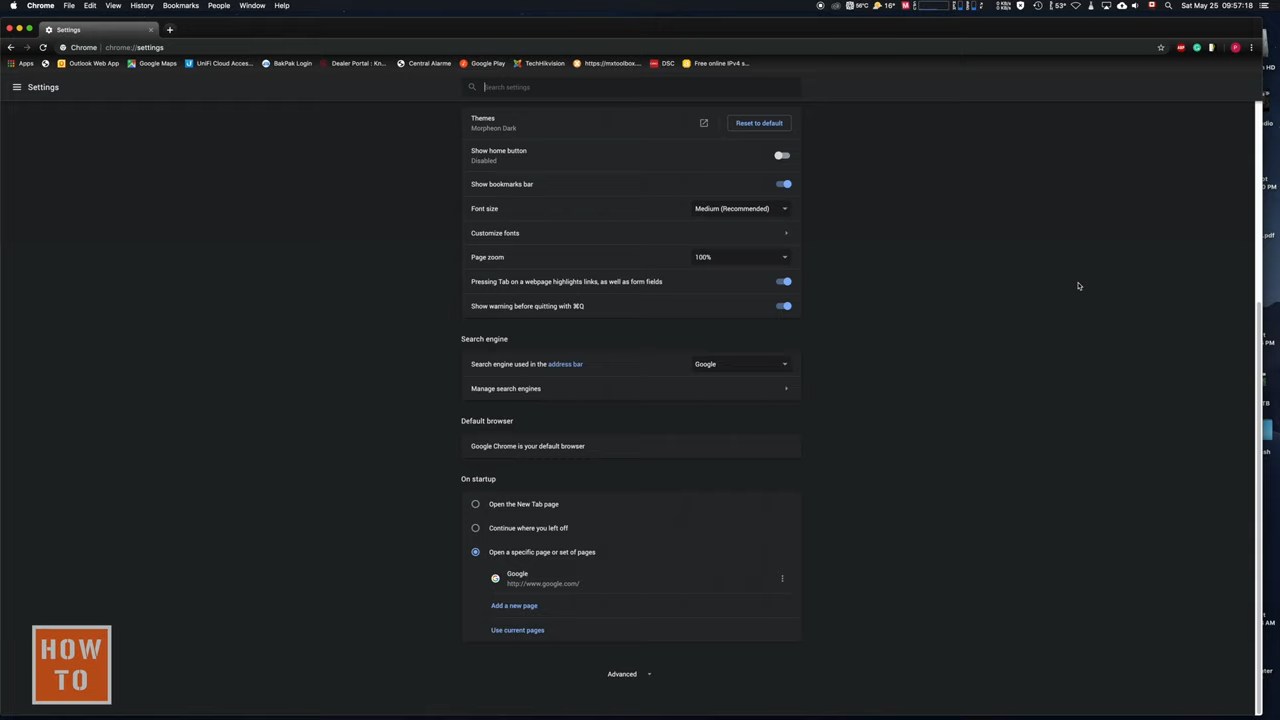 Chrome File Edit View History Bookmarks People Window Help
56°C 16° 53° Sat May 25 09:57:18
Settings
Chrome | chrome://settings
Apps Outlook Web App Google Maps UniFi Cloud Acces... BakPak Login Dealer Portal : Kn... Central Alarme Google Play TechHikvision https://mxtoolbox... DSC Free online IPv4 s...
Settings
Search settings
Themes
Morpheon Dark
Reset to default
Show home button
Disabled
Show bookmarks bar
Font size Medium (Recommended)
Customize fonts
Page zoom 100%
Pressing Tab on a webpage highlights links, as well as form fields
Show warning before quitting with ⌘Q
Search engine
Search engine used in the address bar Google
Manage search engines
Default browser
Google Chrome is your default browser
On startup
Open the New Tab page
Continue where you left off
Open a specific page or set of pages
Google
http://www.google.com/
Add a new page
Use current pages
Advanced
HOW
TO